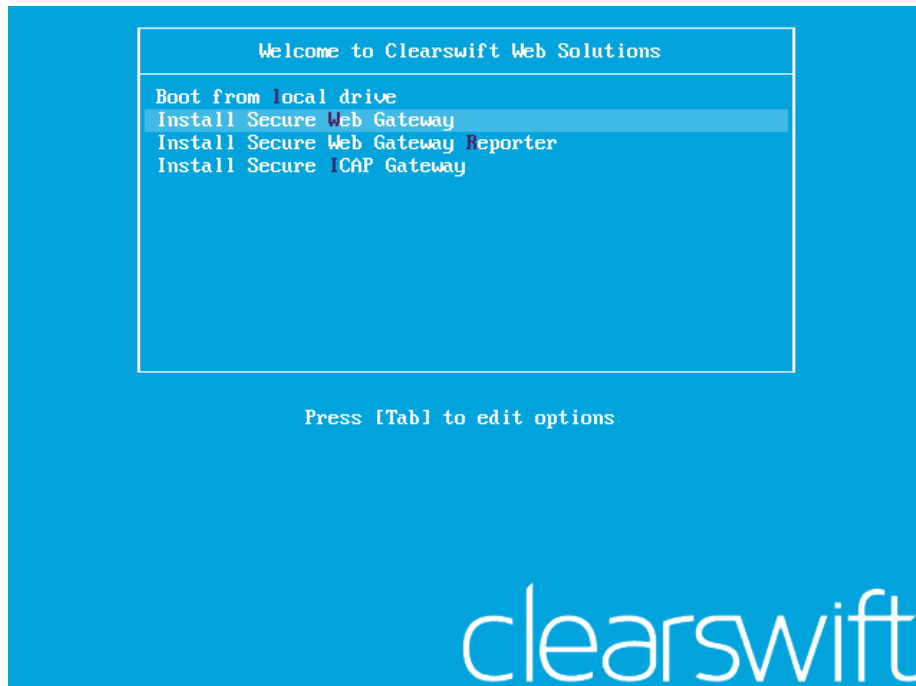 Welcome to Clearswift Web Solutions
Boot from local drive
Install Secure Web Gateway
Install Secure Web Gateway Reporter
Install Secure ICAP Gateway
Press [Tab] to edit options
clearswift